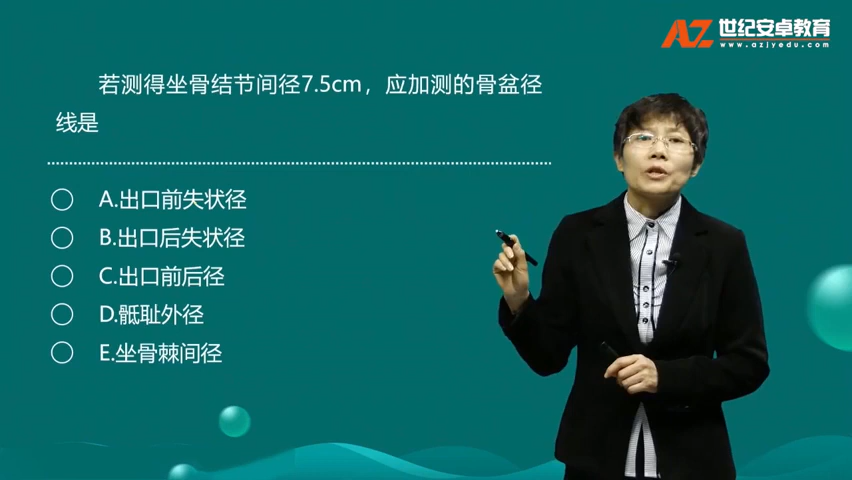 世纪安卓教育
www.azjyedu.com
若测得坐骨结节间径7.5cm，应加测的骨盆径
线是
A.出口前失状径
B.出口后失状径
C.出口前后径
D.骶耻外径
E.坐骨棘间径